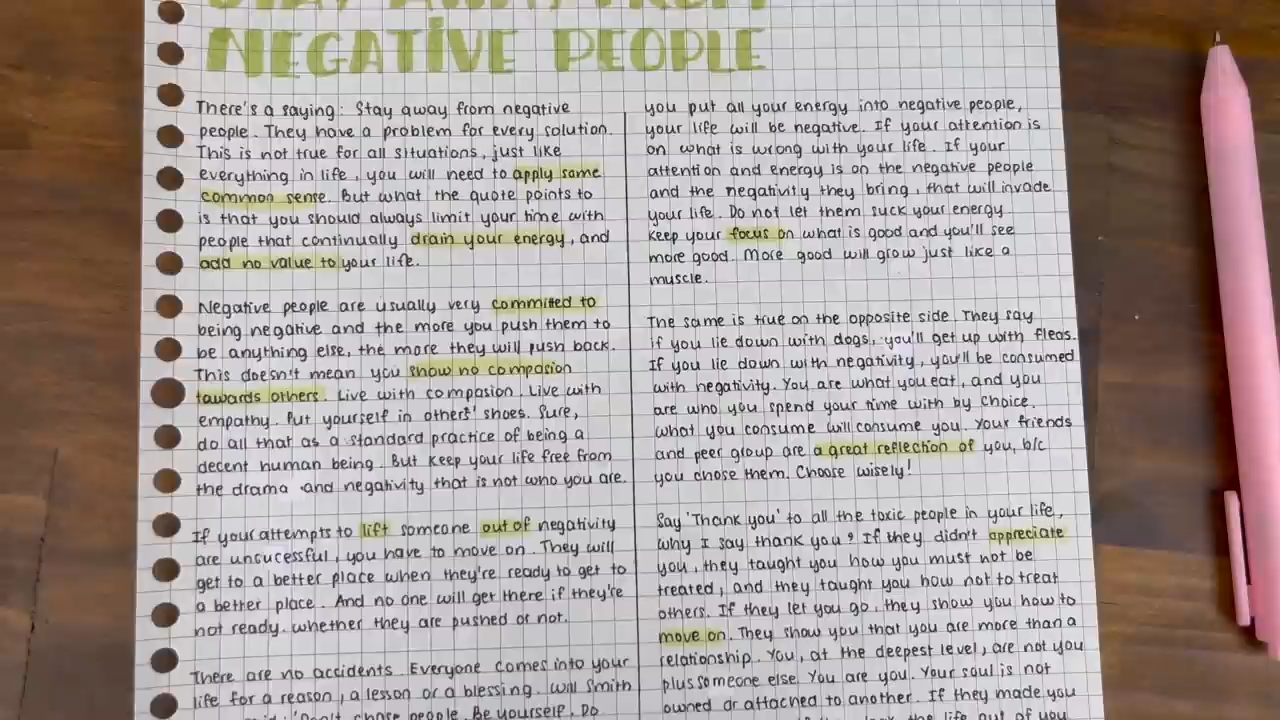 STAY AWAY FROM
NEGATIVE PEOPLE
There's a saying: Stay away from negative
people. They have a problem for every solution.
This is not true for all situations, just like
everything in life, you will need to apply some
common sense. But what the quote points to
is that you should always limit your time with
people that continually drain your energy, and
add no value to your life.
Negative people are usually very committed to
being negative and the more you push them to
be anything else, the more they will push back.
This doesn't mean you show no compasion
towards others. Live with compasion. Live with
empathy. Put yourself in others' shoes. Sure,
do all that as a standard practice of being a
decent human being. But keep your life free from
the drama and negativity that is not who you are.
If your attempts to lift someone out of negativity
are unsucessful, you have to move on. They will
get to a better place when they're ready to get to
a better place. And no one will get there if they're
not ready. whether they are pushed or not.
There are no accidents. Everyone comes into your
life for a reason, a lesson or a blessing. Will Smith
said: "Don't chase people. Be yourself. Do
you put all your energy into negative people,
your life will be negative. If your attention is
on what is wrong with your life. If your
attention and energy is on the negative people
and the negativity they bring, that will invade
your life. Do not let them suck your energy
keep your focus on what is good and you'll see
more good. More good will grow just like a
muscle.
The same is true on the opposite side. They say
if you lie down with dogs, you'll get up with fleas.
If you lie down with negativity, you'll be consumed
with negativity. You are what you eat, and you
are who you spend your time with by choice.
what you consume will consume you. Your friends
and peer group are a great reflection of you, b/c
you chose them. Choose wisely!
Say 'Thank you' to all the toxic people in your life,
why I say thank you? If they didn't appreciate
you, they taught you how you must not be
treated, and they taught you how not to treat
others. If they let you go, they show you how to
move on. They show you that you are more than a
relationship. You, at the deepest level, are not you
plus someone else. You are you. Your soul is not
owned or attached to another. If they made you
the life out of you